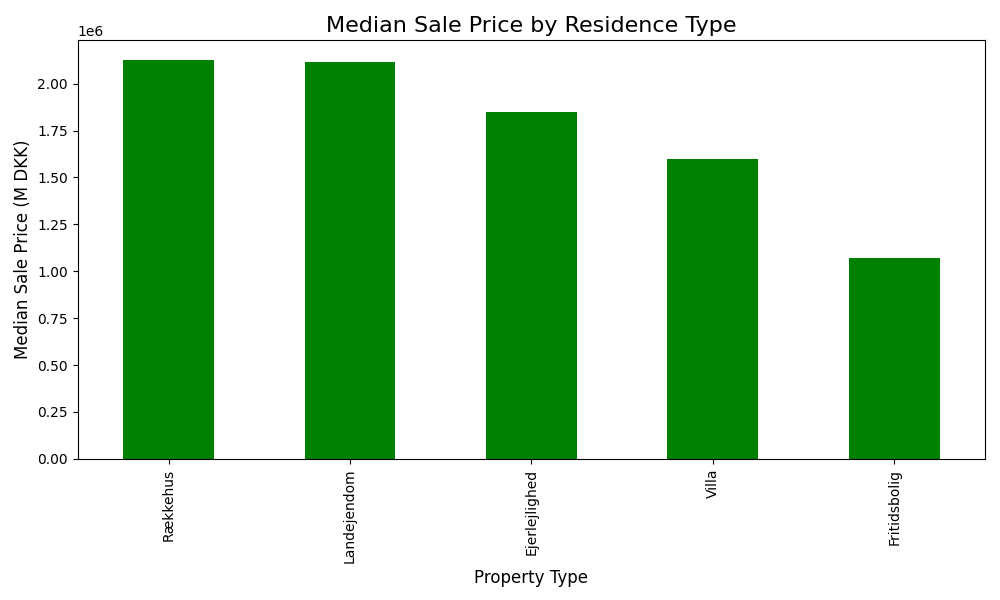 Median Sale Price by Residence Type
1e6
2.00
1.75
1.50
1.25
1.00
0.75
0.50
0.25
0.00
Median Sale Price (M DKK)
Rækkehus
Landejendom
Ejerlejlighed
Villa
Fritidsbolig
Property Type